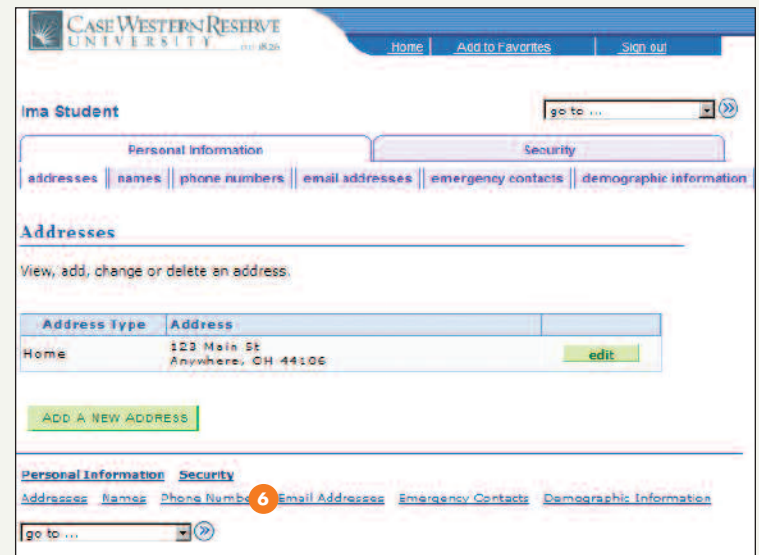 CASE WESTERN RESERVE
UNIVERSITY EST. 1826
Home | Add to Favorites | Sign out
Ima Student
go to ...
Personal Information Security
addresses || names || phone numbers || email addresses || emergency contacts || demographic information
Addresses
View, add, change or delete an address.
Address Type Address
Home 123 Main St
Anywhere, OH 44106
edit
ADD A NEW ADDRESS
Personal Information Security
Addresses Names Phone Number 6 Email Addresses Emergency Contacts Demographic Information
go to ...